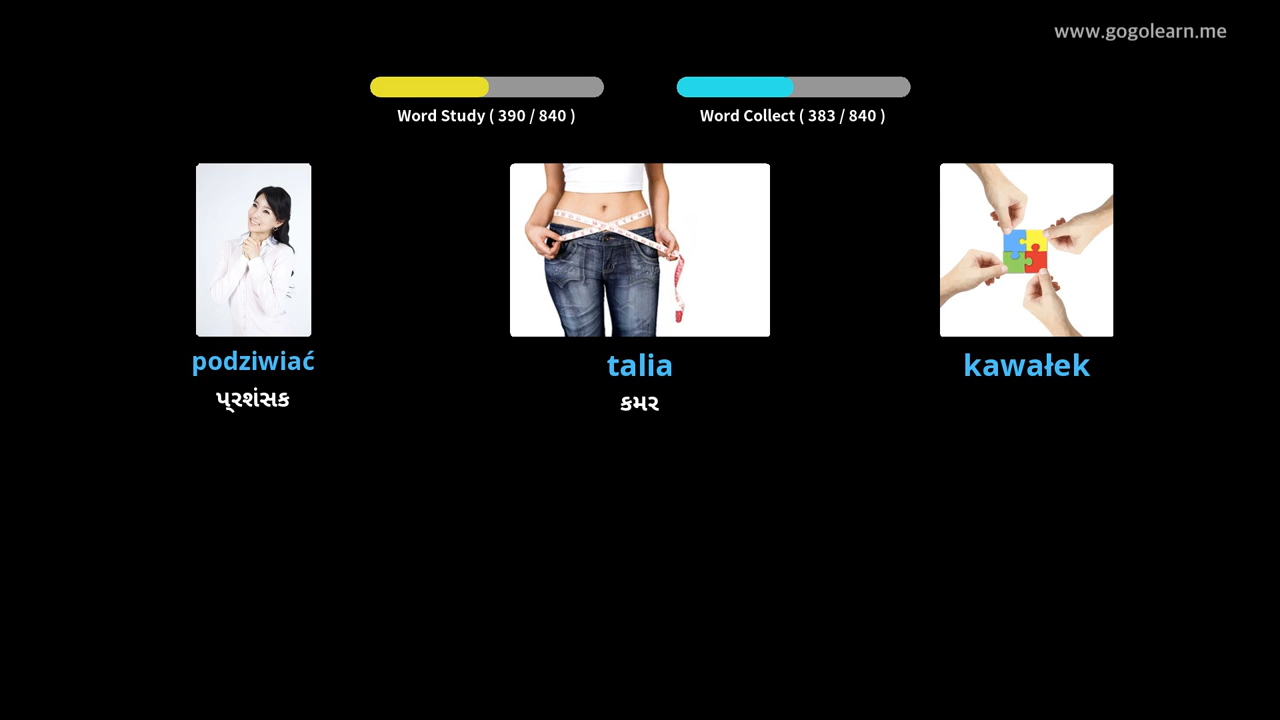 www.gogolearn.me
Word Study ( 390 / 840 )
Word Collect ( 383 / 840 )
podziwiać
પ્રશંસક
talia
કમર
kawałek